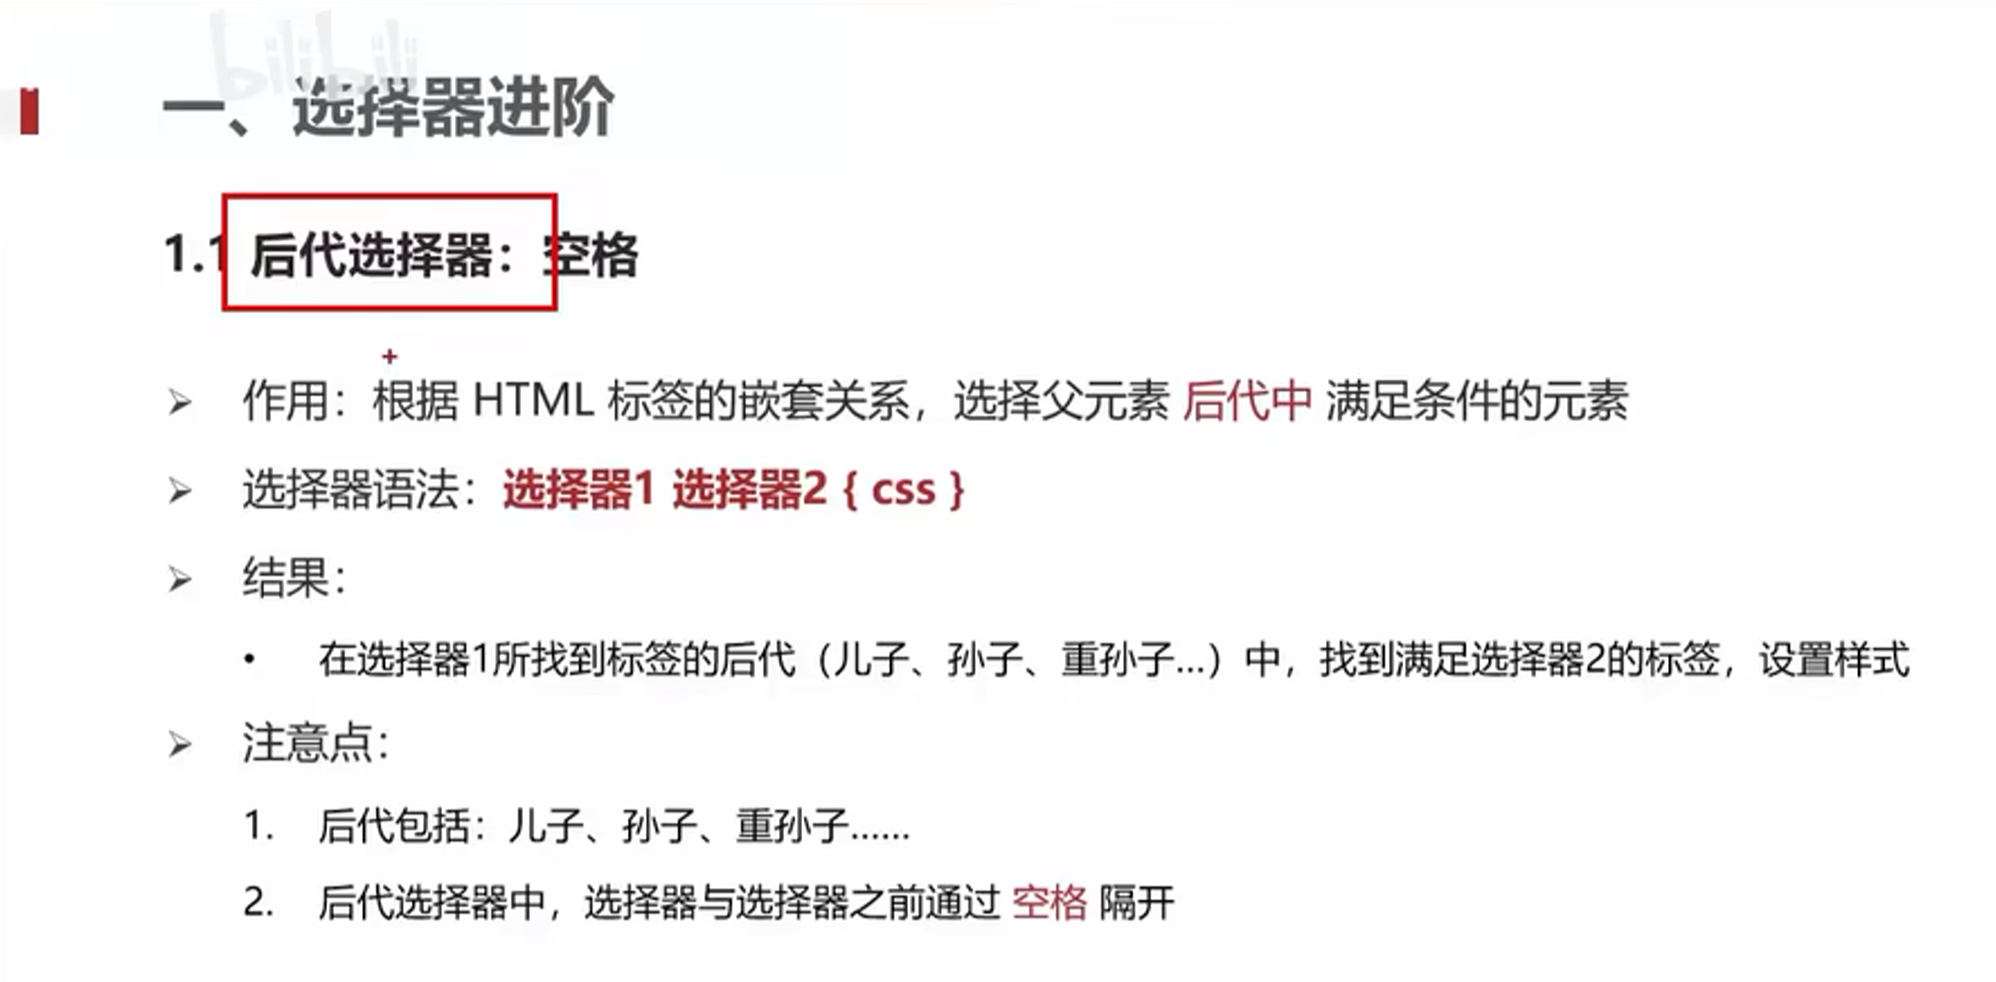 bilibili
一、选择器进阶
1.1 后代选择器：空格
作用：根据 HTML 标签的嵌套关系，选择父元素 后代中 满足条件的元素
选择器语法：选择器1 选择器2 { css }
结果：
在选择器1所找到标签的后代（儿子、孙子、重孙子…）中，找到满足选择器2的标签，设置样式
注意点：
1. 后代包括：儿子、孙子、重孙子……
2. 后代选择器中，选择器与选择器之前通过 空格 隔开